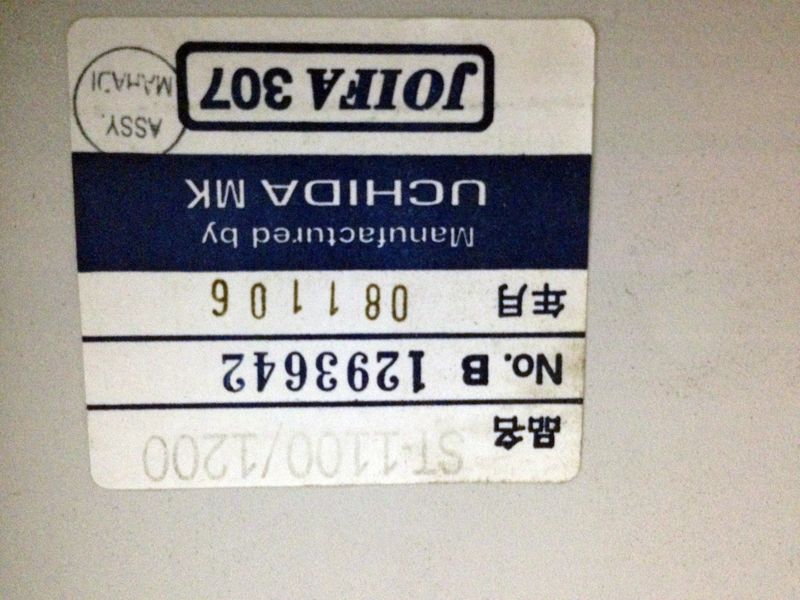 品名 ST-1100/1200
No. B 1293642
年月 081106
Manufactured by
UCHIDA MK
JOIFA 307
ASSY.